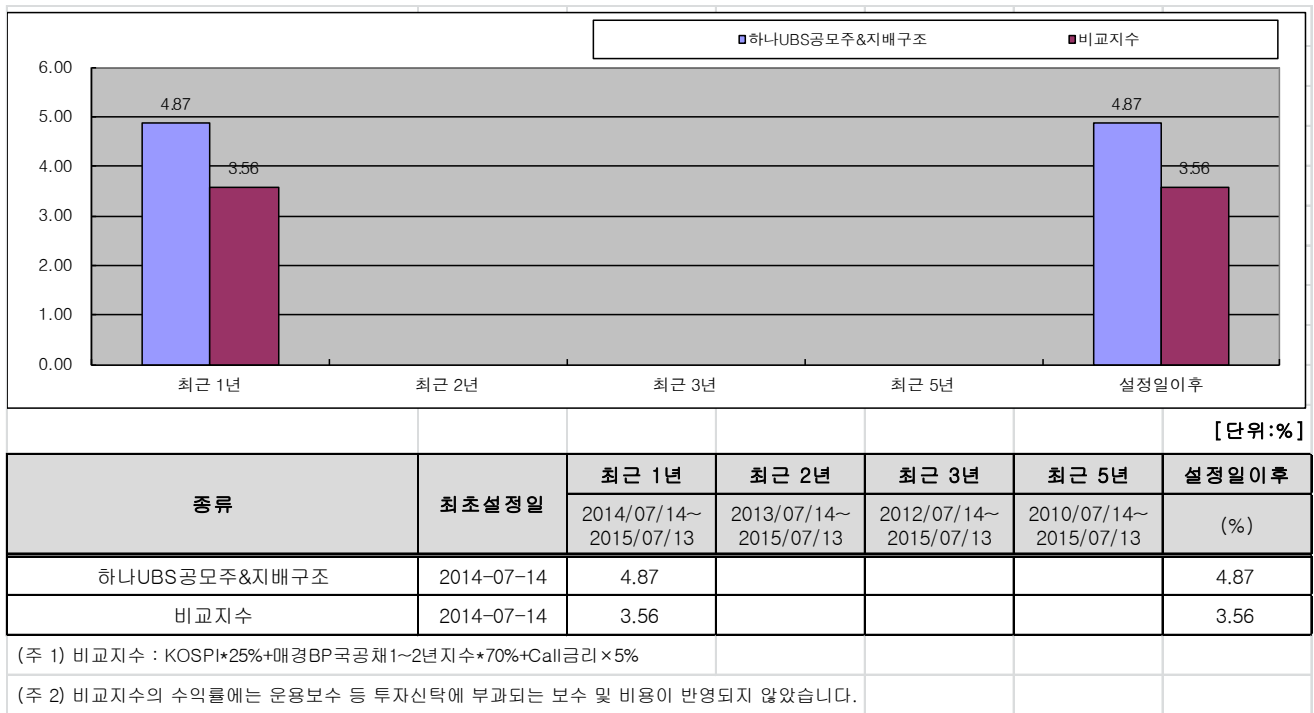 하나UBS공모주&지배구조 비교지수
6.00
5.00
4.00
3.00
2.00
1.00
0.00
4.87
3.56
4.87
3.56
최근 1년 최근 2년 최근 3년 최근 5년 설정일이후
[단위:%]
종류 최초설정일 최근 1년 최근 2년 최근 3년 최근 5년 설정일이후
2014/07/14~ 2013/07/14~ 2012/07/14~ 2010/07/14~ (%)
2015/07/13 2015/07/13 2015/07/13 2015/07/13
하나UBS공모주&지배구조 2014-07-14 4.87 4.87
비교지수 2014-07-14 3.56 3.56
(주 1) 비교지수 : KOSPI*25%+매경BP국공채1~2년지수*70%+Call금리×5%
(주 2) 비교지수의 수익률에는 운용보수 등 투자신탁에 부과되는 보수 및 비용이 반영되지 않았습니다.